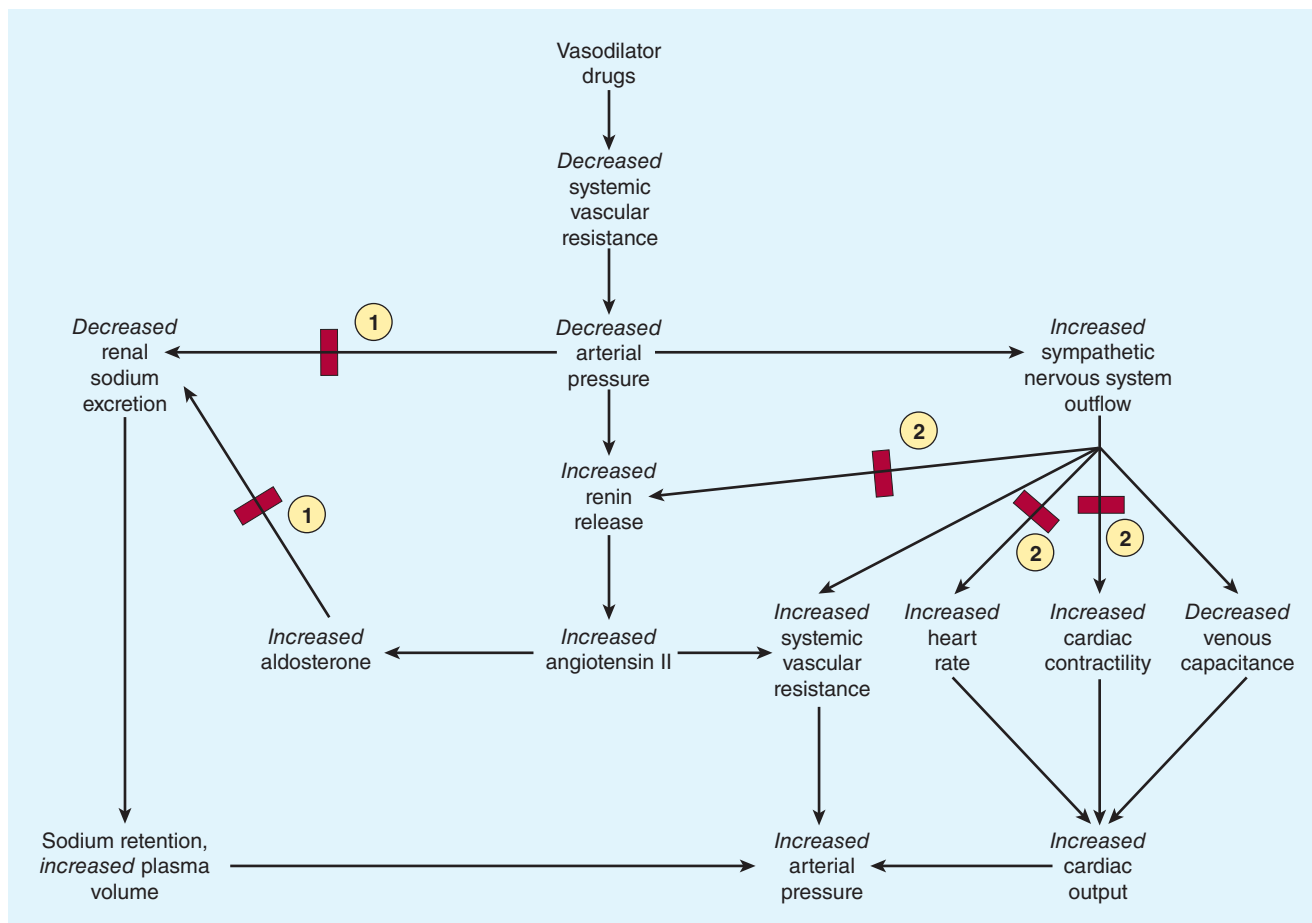 Vasodilator
drugs
Decreased
systemic
vascular
resistance
Decreased
renal
sodium
excretion
1
Decreased
arterial
pressure
Increased
sympathetic
nervous system
outflow
2
Increased
renin
release
1
2
2
Increased
aldosterone
Increased
angiotensin II
Increased
systemic
vascular
resistance
Increased
heart
rate
Increased
cardiac
contractility
Decreased
venous
capacitance
Sodium retention,
increased plasma
volume
Increased
arterial
pressure
Increased
cardiac
output